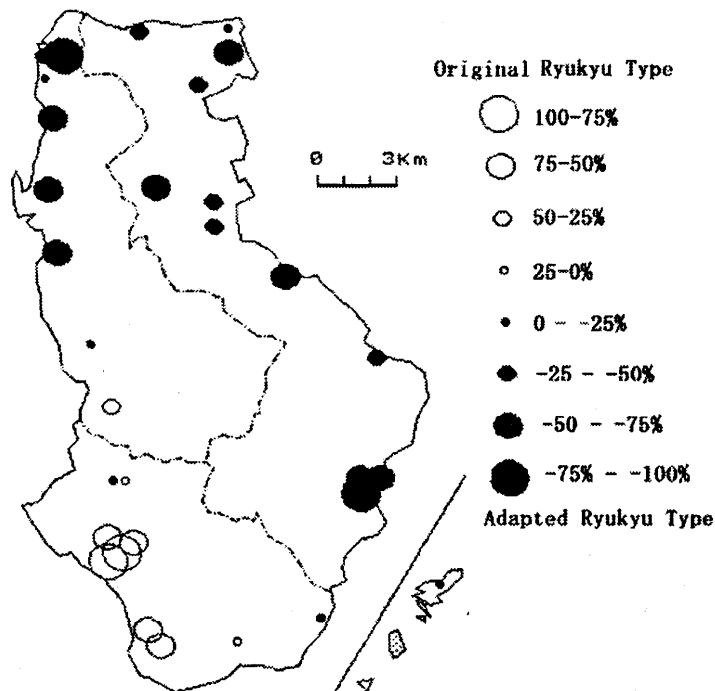 Original Ryukyu Type
100-75%
0 3Km
75-50%
50-25%
25-0%
0 - -25%
-25 - -50%
-50 - -75%
-75% - -100%
Adapted Ryukyu Type